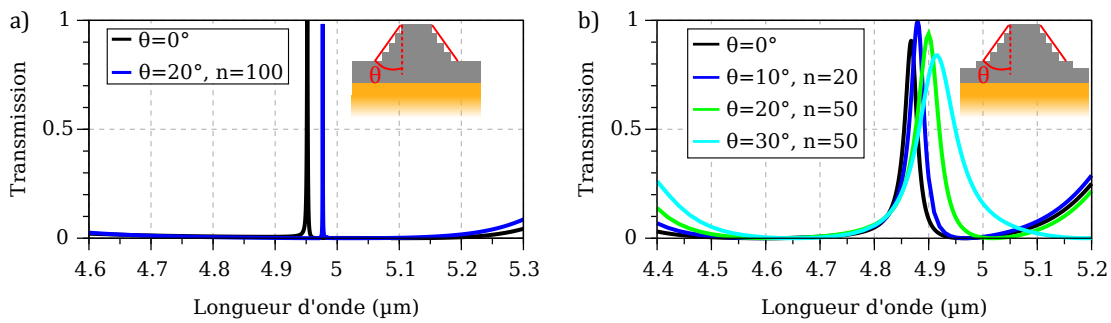 a)
Transmission
1
0.5
0
θ=0°
θ=20°, n=100
θ
4.6 4.7 4.8 4.9 5 5.1 5.2 5.3
Longueur d'onde (µm)
b)
Transmission
1
0.5
0
θ=0°
θ=10°, n=20
θ=20°, n=50
θ=30°, n=50
θ
4.4 4.5 4.6 4.7 4.8 4.9 5 5.1 5.2
Longueur d'onde (µm)